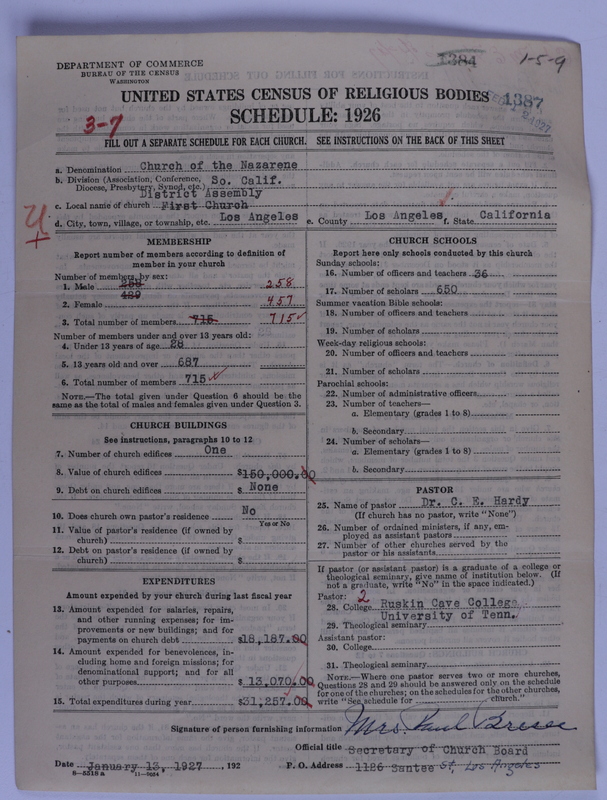 1384
1-5-9
DEPARTMENT OF COMMERCE
BUREAU OF THE CENSUS
WASHINGTON
UNITED STATES CENSUS OF RELIGIOUS BODIES
1387
SCHEDULE: 1926
3-7
FILL OUT A SEPARATE SCHEDULE FOR EACH CHURCH. SEE INSTRUCTIONS ON THE BACK OF THIS SHEET
a. Denomination Church of the Nazarene
b. Division (Association, Conference, Diocese, Presbytery, Synod, etc.) So. Calif.
District Assembly
c. Local name of church First Church
d. City, town, village, or township, etc. Los Angeles e. County Los Angeles f. State California
MEMBERSHIP
Report number of members according to definition of
member in your church
Number of members by sex:
1. Male 258 258
2. Female 457
3. Total number of members 715 715
Number of members under and over 13 years old:
4. Under 13 years of age 28
5. 13 years old and over 687
6. Total number of members 715
NOTE.—The total given under Question 6 should be the
same as the total of males and females given under Question 3.
CHURCH BUILDINGS
See instructions, paragraphs 10 to 12
7. Number of church edifices One
8. Value of church edifices $150,000.00
9. Debt on church edifices $ None
10. Does church own pastor's residence No
Yes or No
11. Value of pastor's residence (if owned by
church) $
12. Debt on pastor's residence (if owned by
church) $
EXPENDITURES
Amount expended by your church during last fiscal year
13. Amount expended for salaries, repairs,
and other running expenses; for im-
provements or new buildings; and for
payments on church debt $18,187.00
14. Amount expended for benevolences, in-
cluding home and foreign missions; for
denominational support; and for all
other purposes $13,070.00
15. Total expenditures during year $31,257.00
CHURCH SCHOOLS
Report here only schools conducted by this church
Sunday schools:
16. Number of officers and teachers 36
17. Number of scholars 650
Summer vacation Bible schools:
18. Number of officers and teachers
19. Number of scholars
Week-day religious schools:
20. Number of officers and teachers
21. Number of scholars
Parochial schools:
22. Number of administrative officers
23. Number of teachers—
a. Elementary (grades 1 to 8)
b. Secondary
24. Number of scholars—
a. Elementary (grades 1 to 8)
b. Secondary
PASTOR
25. Name of pastor Dr. C. E. Hardy
(If church has no pastor, write "None")
26. Number of ordained ministers, if any, em-
ployed as assistant pastors
27. Number of other churches served by the
pastor or his assistants
If pastor (or assistant pastor) is a graduate of a college or
theological seminary, give name of institution below. (If
not a graduate, write "No" in the space indicated.)
Pastor: 2
28. College Ruskin Cave College
University of Tenn.
29. Theological seminary
Assistant pastor:
30. College
31. Theological seminary
NOTE.—Where one pastor serves two or more churches,
Questions 28 and 29 should be answered only on the schedule
for one of the churches; on the schedules for the other churches,
write "See schedule for church."
Signature of person furnishing information Mrs. Paul Bresee
Official title Secretary of Church Board
Date January 13, 1927, 192 P. O. Address 1126 Santee St, Los Angeles
8-5518 a 11-9064